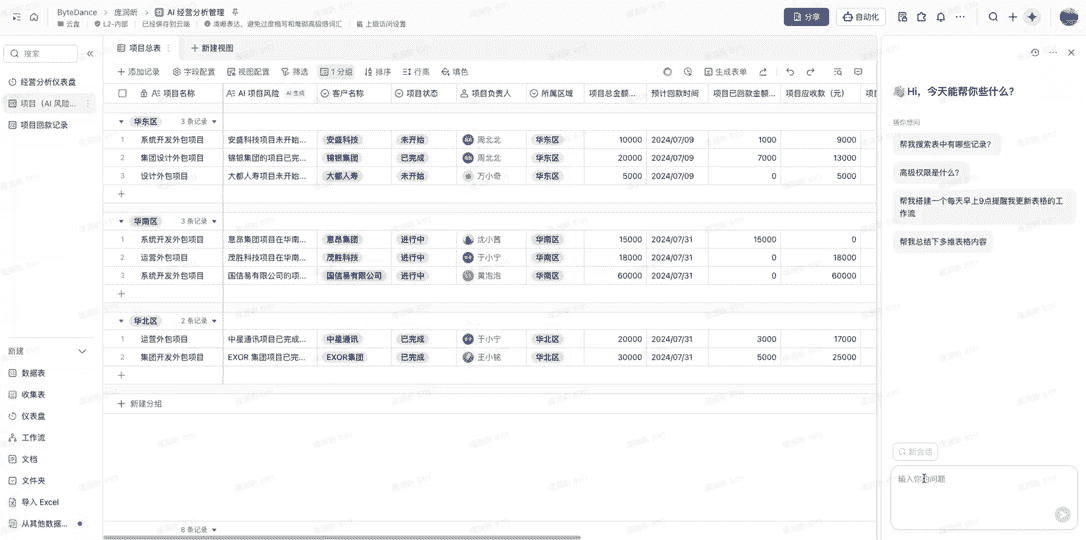 ByteDance > 庞润昕 > AI 经营分析管理
云盘 L2-内部 已经保存到云端 清晰表达，避免过度缩写和堆砌高级感词汇 上级访问设置
分享 自动化
搜索
经营分析仪表盘
项目（AI 风险...
项目回款记录
项目总表 新建视图
添加记录 字段配置 视图配置 筛选 1 分组 排序 行高 填色 生成表单
项目名称 AI 项目风险 AI 生成 客户名称 项目状态 项目负责人 所属区域 项目总金额... 预计回款时间 项目已回款金额... 项目应收款（元）
华东区 3 条记录
1 系统开发外包项目 安盛科技项目未开始... 安盛科技 未开始 周北北 华东区 10000 2024/07/09 1000 9000
2 集团设计外包项目 锦银集团的项目已完... 锦银集团 已完成 周北北 华东区 20000 2024/07/09 7000 13000
3 设计外包项目 大都人寿项目未开始... 大都人寿 未开始 万小奇 华东区 5000 2024/07/09 0 5000
华南区 3 条记录
1 系统开发外包项目 意昂集团项目在华南... 意昂集团 进行中 沈小茜 华南区 15000 2024/07/31 15000 0
2 运营外包项目 茂胜科技项目在华南... 茂胜科技 进行中 于小宁 华南区 18000 2024/07/31 0 18000
3 系统开发外包项目 国信易有限公司的项... 国信易有限公司 进行中 黄泡泡 华南区 60000 2024/07/31 0 60000
华北区 2 条记录
1 运营外包项目 中星通讯项目已完成... 中星通讯 已完成 于小宁 华北区 20000 2024/07/31 3000 17000
2 集团开发外包项目 EXOR 集团项目已完... EXOR集团 已完成 王小铭 华北区 30000 2024/07/31 5000 25000
新建分组
8 条记录
新建
数据表
收集表
仪表盘
工作流
文档
文件夹
导入 Excel
从其他数据...
Hi，今天能帮你些什么？
猜你想问
帮我搜索表中有哪些记录？
高级权限是什么？
帮我搭建一个每天早上9点提醒我更新表格的工
作流
帮我总结下多维表格内容
新会话
输入你的问题